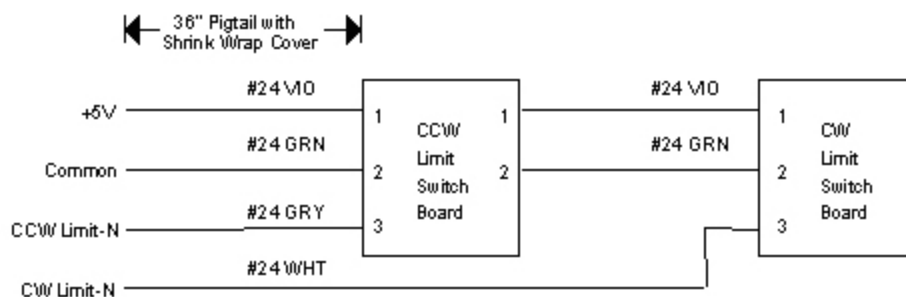 36" Pigtail with
Shrink Wrap Cover
#24 VIO
#24 VIO
+5V
1
1
1
CCW
Limit
Switch
Board
CW
Limit
Switch
Board
#24 GRN
#24 GRN
Common
2
2
2
#24 GRY
CCW Limit-N
3
3
#24 WHT
CW Limit-N